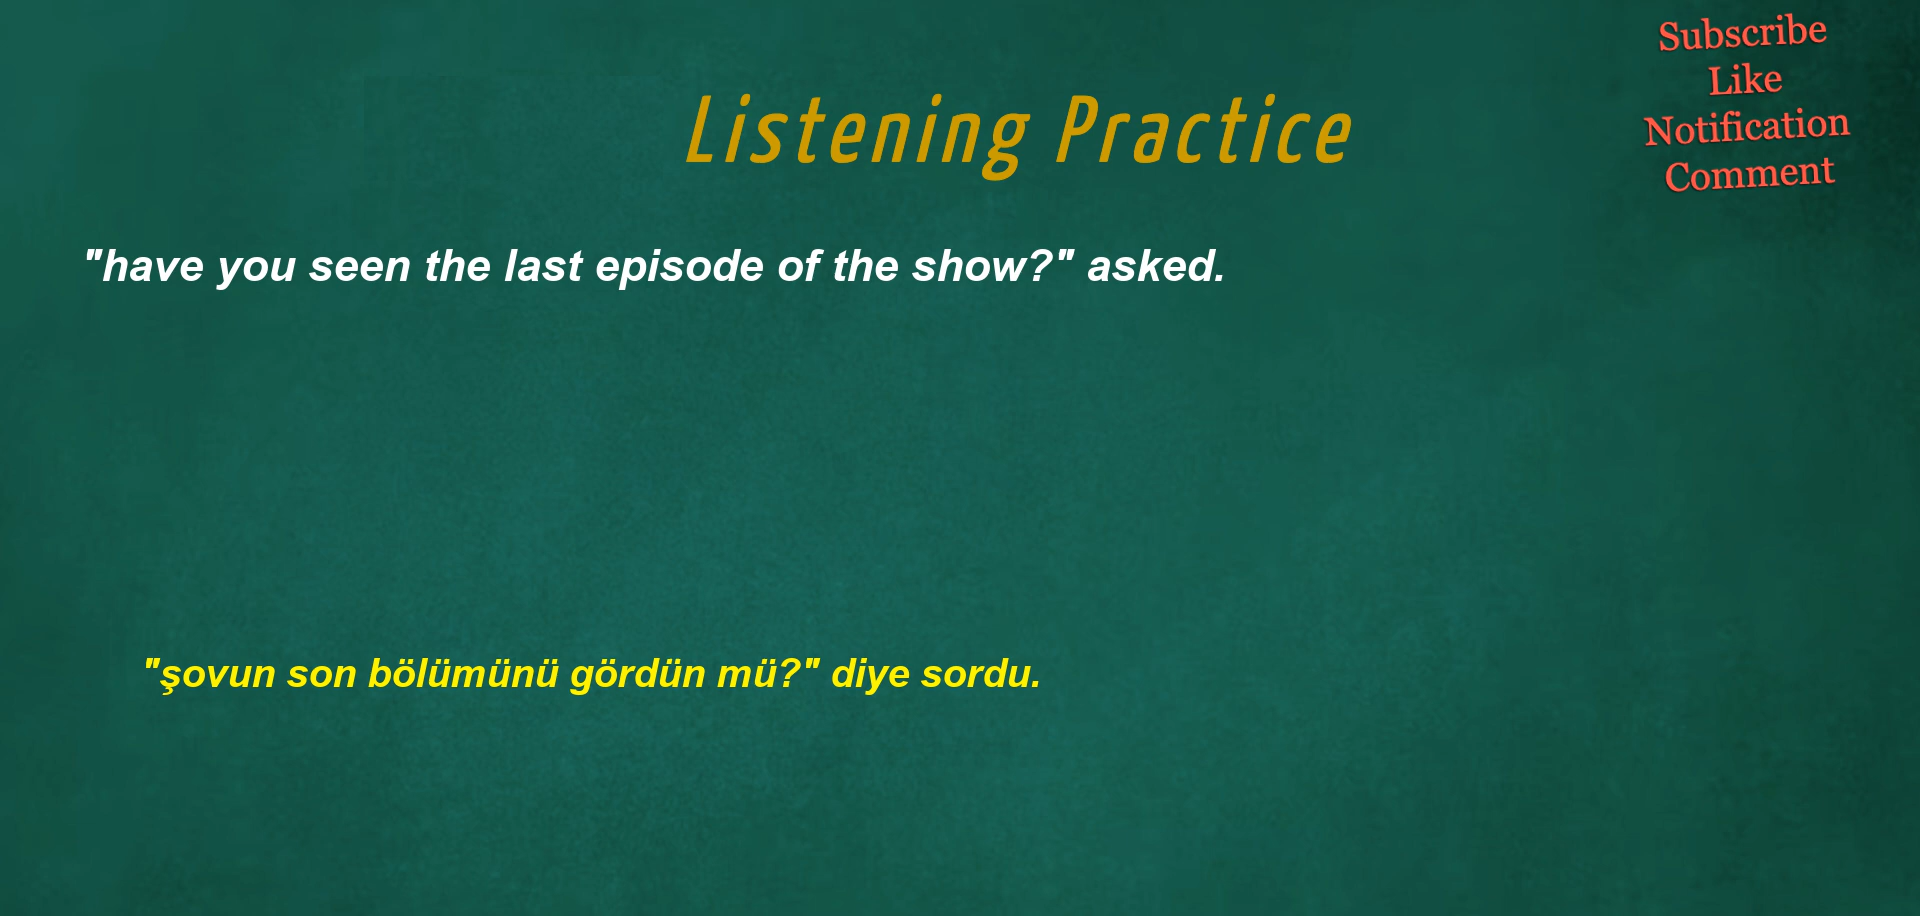 Subscribe
Like
Notification
Comment
Listening Practice
"have you seen the last episode of the show?" asked.
"şovun son bölümünü gördün mü?" diye sordu.